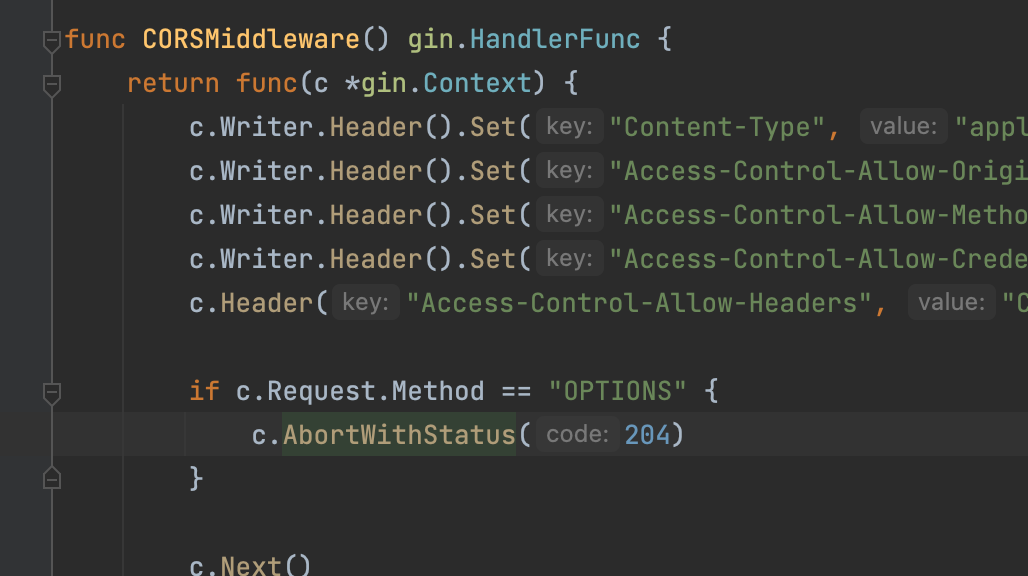 func CORSMiddleware() gin.HandlerFunc {
return func(c *gin.Context) {
c.Writer.Header().Set( key: "Content-Type", value: "appl
c.Writer.Header().Set( key: "Access-Control-Allow-Origi
c.Writer.Header().Set( key: "Access-Control-Allow-Metho
c.Writer.Header().Set( key: "Access-Control-Allow-Crede
c.Header( key: "Access-Control-Allow-Headers", value: "C
if c.Request.Method == "OPTIONS" {
c.AbortWithStatus( code: 204)
}
c.Next()